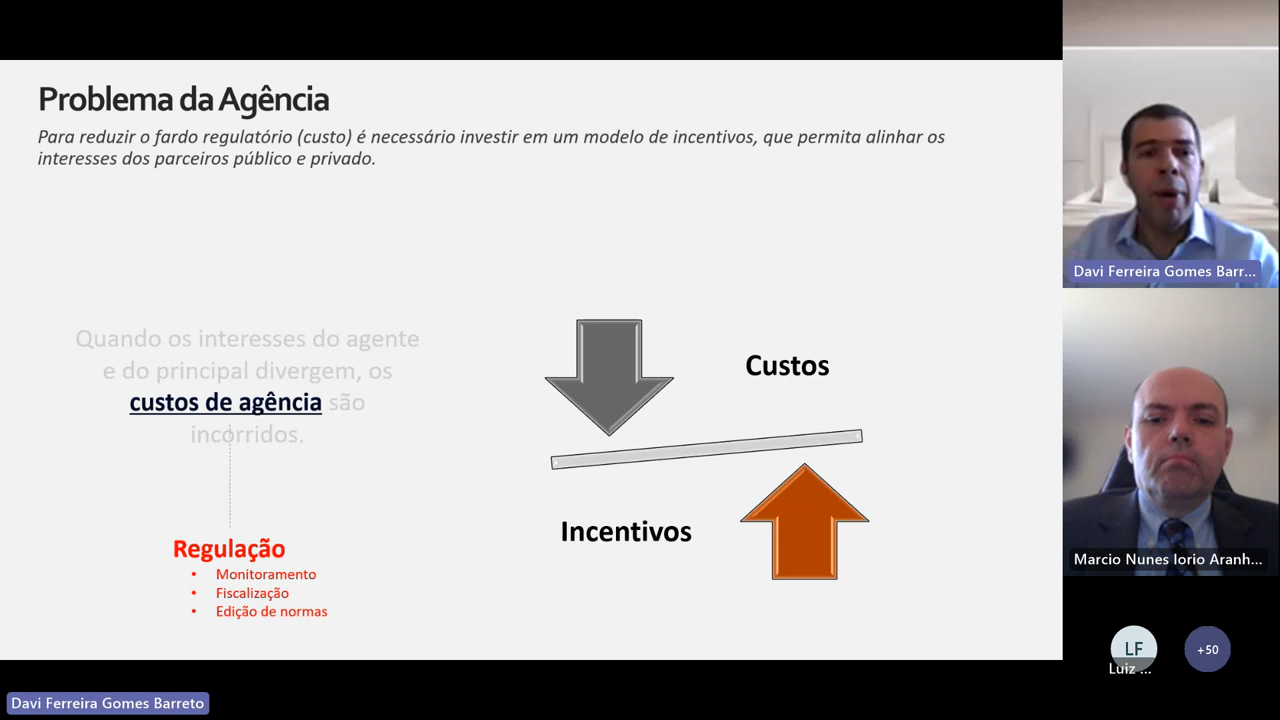 Problema da Agência
Para reduzir o fardo regulatório (custo) é necessário investir em um modelo de incentivos, que permita alinhar os
interesses dos parceiros público e privado.
Quando os interesses do agente
e do principal divergem, os
custos de agência são
incorridos.
Regulação
• Monitoramento
• Fiscalização
• Edição de normas
Custos
Incentivos
Davi Ferreira Gomes Barr...
Marcio Nunes Iorio Aranh...
LF
Luiz ...
+50
Davi Ferreira Gomes Barreto